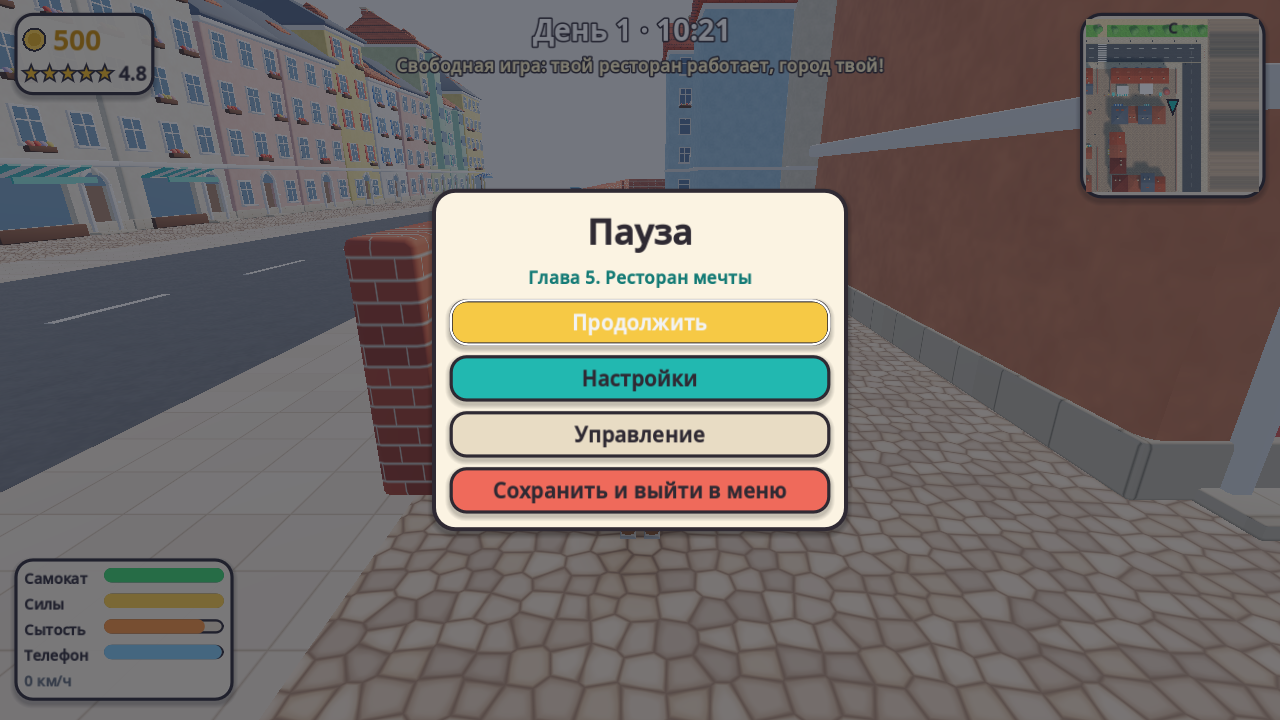 500
4.8
День 1 · 10:21
Свободная игра: твой ресторан работает, город твой!
С
Пауза
Глава 5. Ресторан мечты
Продолжить
Настройки
Управление
Сохранить и выйти в меню
Самокат
Силы
Сытость
Телефон
0 км/ч